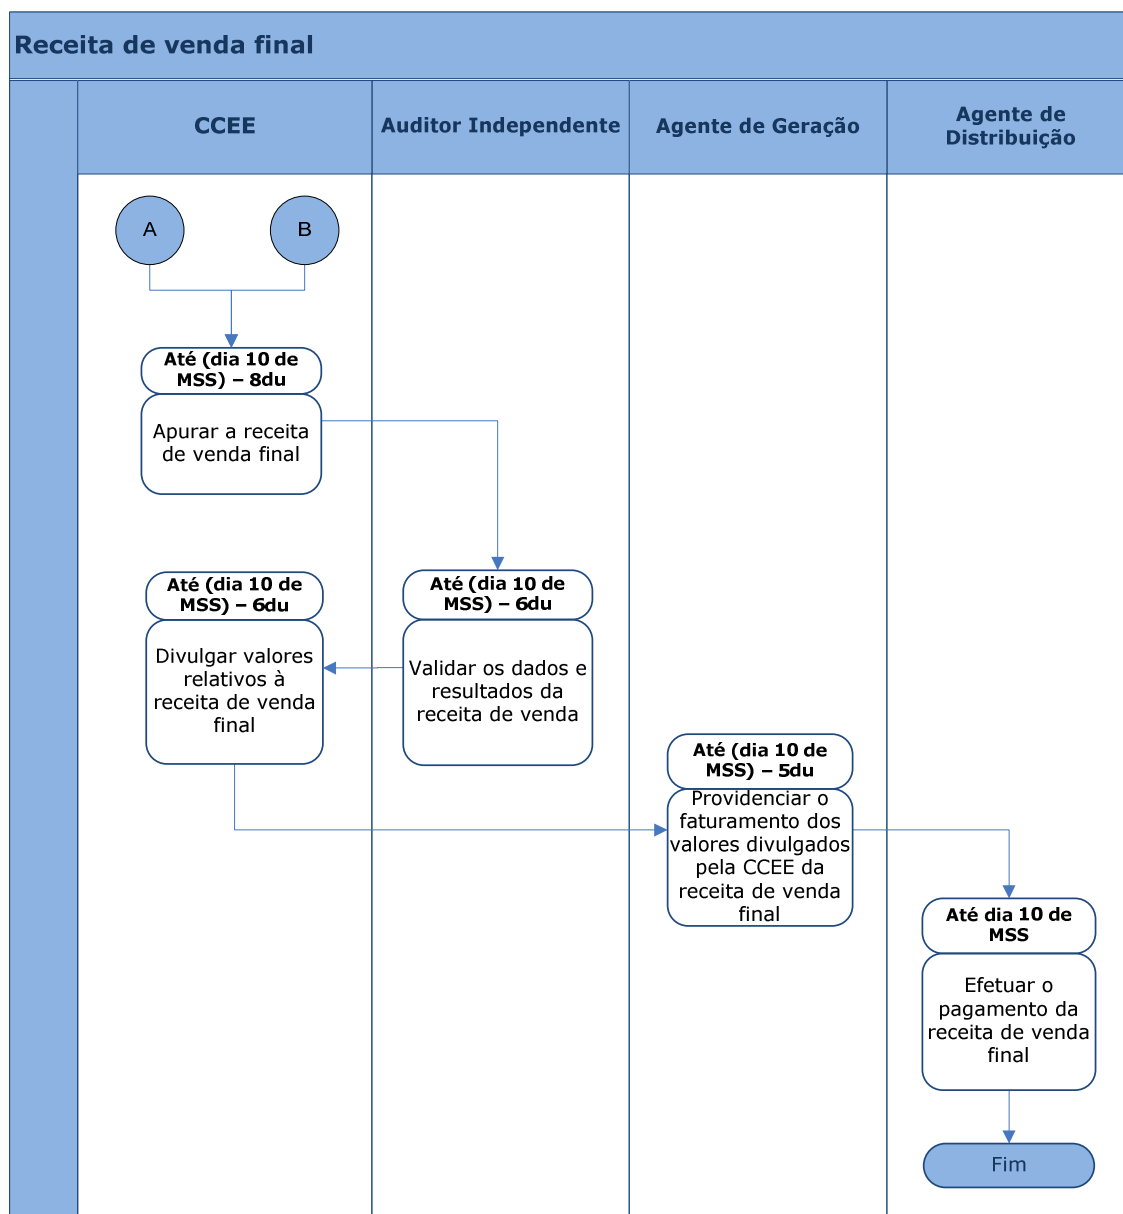 Receita de venda final
CCEE
Auditor Independente
Agente de Geração
Agente de
Distribuição
A
B
Até (dia 10 de
MSS) – 8du
Apurar a receita
de venda final
Até (dia 10 de
MSS) – 6du
Divulgar valores
relativos à
receita de venda
final
Até (dia 10 de
MSS) – 6du
Validar os dados e
resultados da
receita de venda
Até (dia 10 de
MSS) – 5du
Providenciar o
faturamento dos
valores divulgados
pela CCEE da
receita de venda
final
Até dia 10 de
MSS
Efetuar o
pagamento da
receita de venda
final
Fim